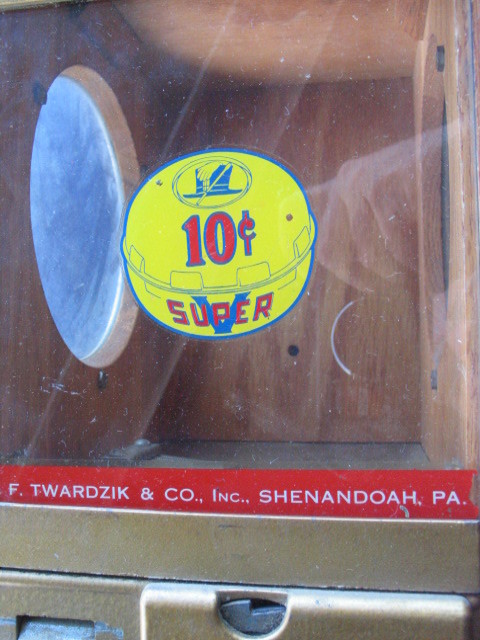 10¢
SUPER
V
F. TWARDZIK & CO., INC., SHENANDOAH, PA.